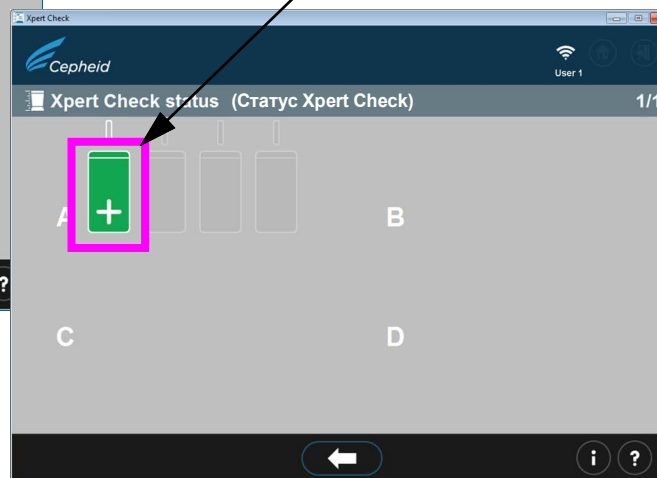 Xpert Check
Cepheid
User 1
Xpert Check status (Статус Xpert Check)
1/1
A
B
C
D
i
?
?